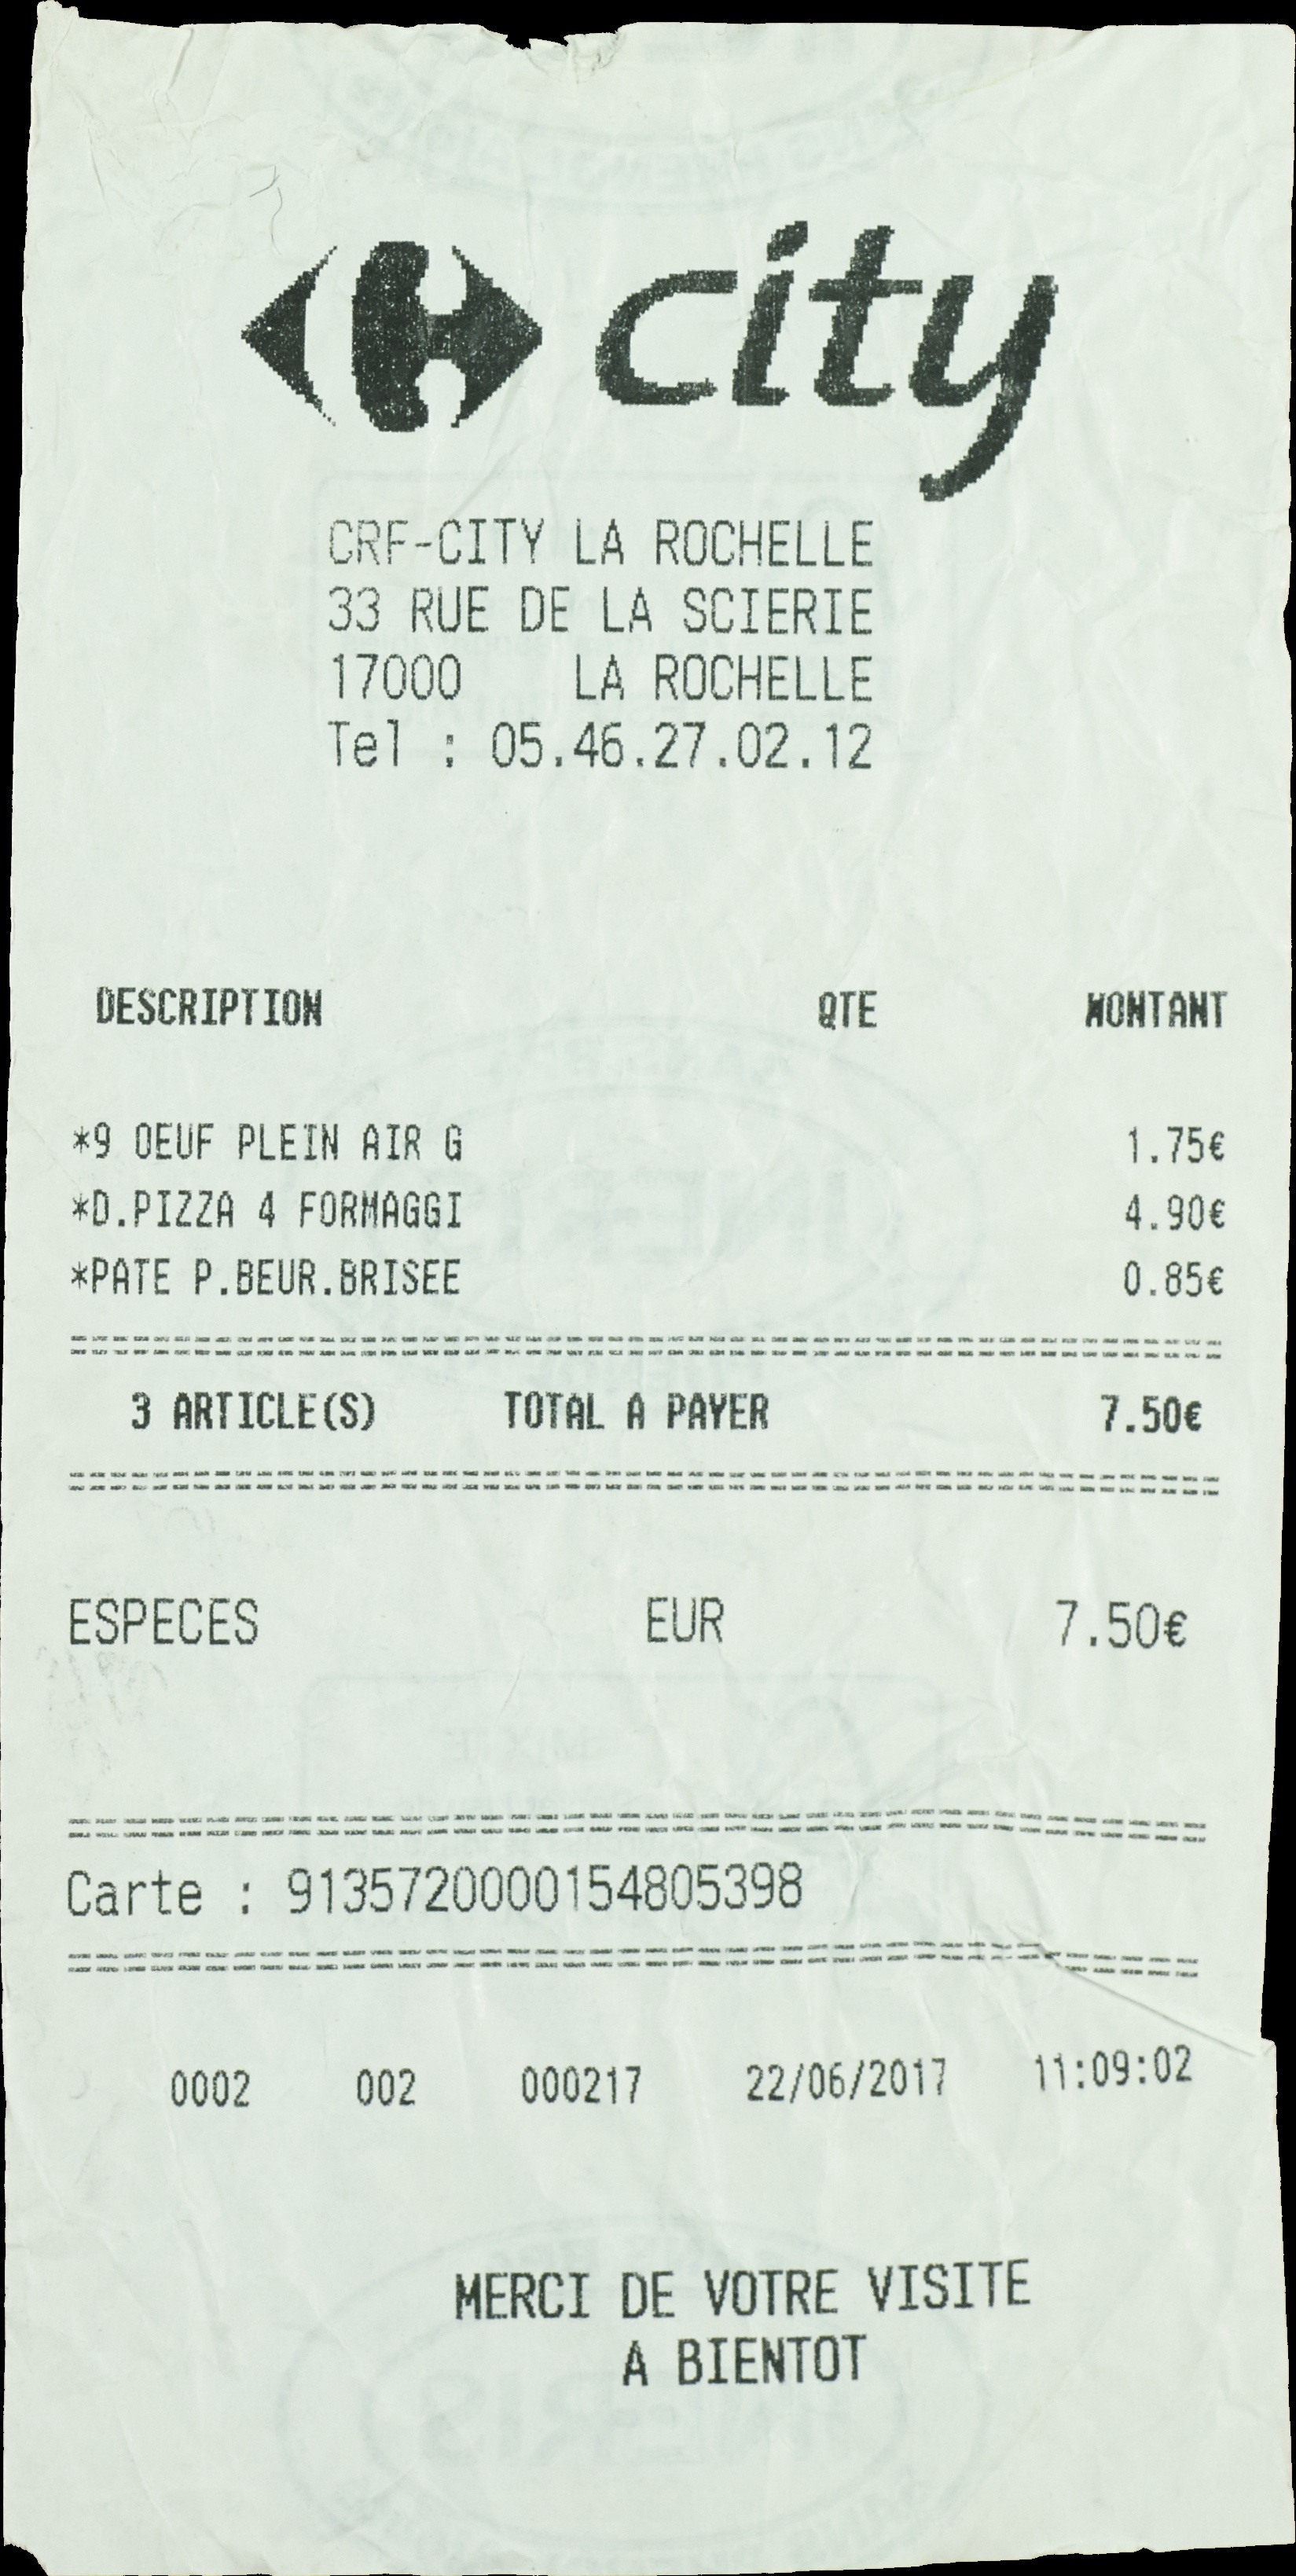 city
CRF-CITY LA ROCHELLE
33 RUE DE LA SCIERIE
17000 LA ROCHELLE
Tel : 05.46.27.02.12
DESCRIPTION QTE MONTANT
*9 OEUF PLEIN AIR G 1.75€
*D.PIZZA 4 FORMAGGI 4.90€
*PATE P.BEUR.BRISEE 0.85€
3 ARTICLE(S) TOTAL A PAYER 7.50€
ESPECES EUR 7.50€
Carte : 9135720000154805398
0002 002 000217 22/06/2017 11:09:02
MERCI DE VOTRE VISITE
A BIENTOT